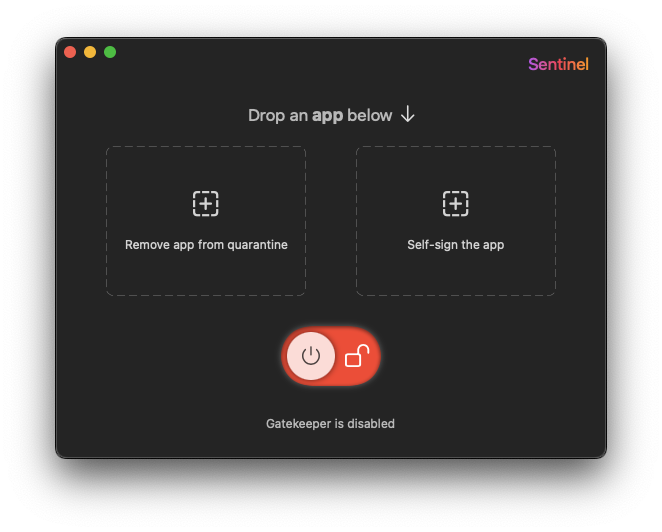 Sentinel
Drop an app below ↓
Remove app from quarantine
Self-sign the app
Gatekeeper is disabled